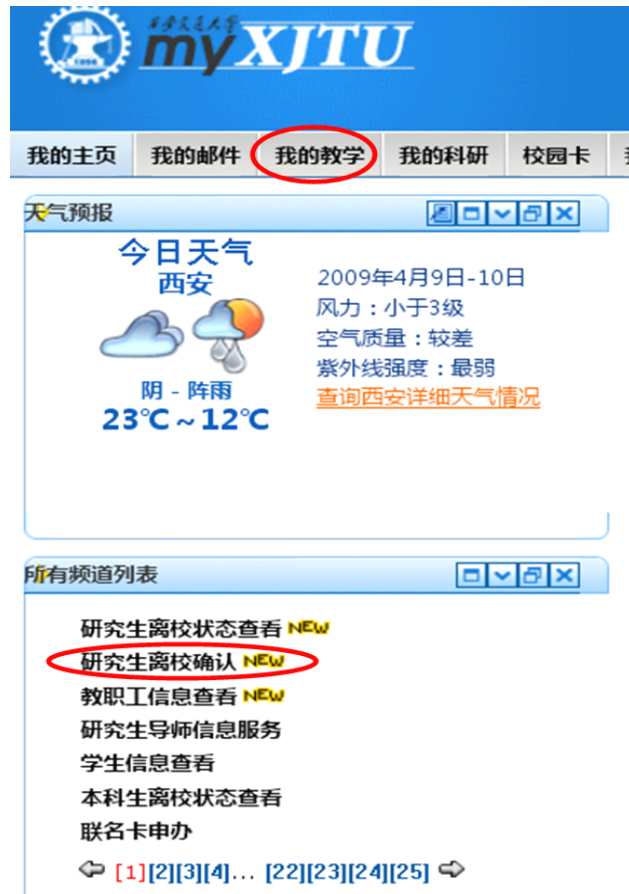 西安交通大学
myXJTU
我的主页 我的邮件 我的教学 我的科研 校园卡
天气预报
今日天气
西安
2009年4月9日-10日
风力：小于3级
空气质量：较差
紫外线强度：最弱
查询西安详细天气情况
阴 - 阵雨
23℃～12℃
所有频道列表
研究生离校状态查看 NEW
研究生离校确认 NEW
教职工信息查看 NEW
研究生导师信息服务
学生信息查看
本科生离校状态查看
联名卡申办
[1][2][3][4]... [22][23][24][25]